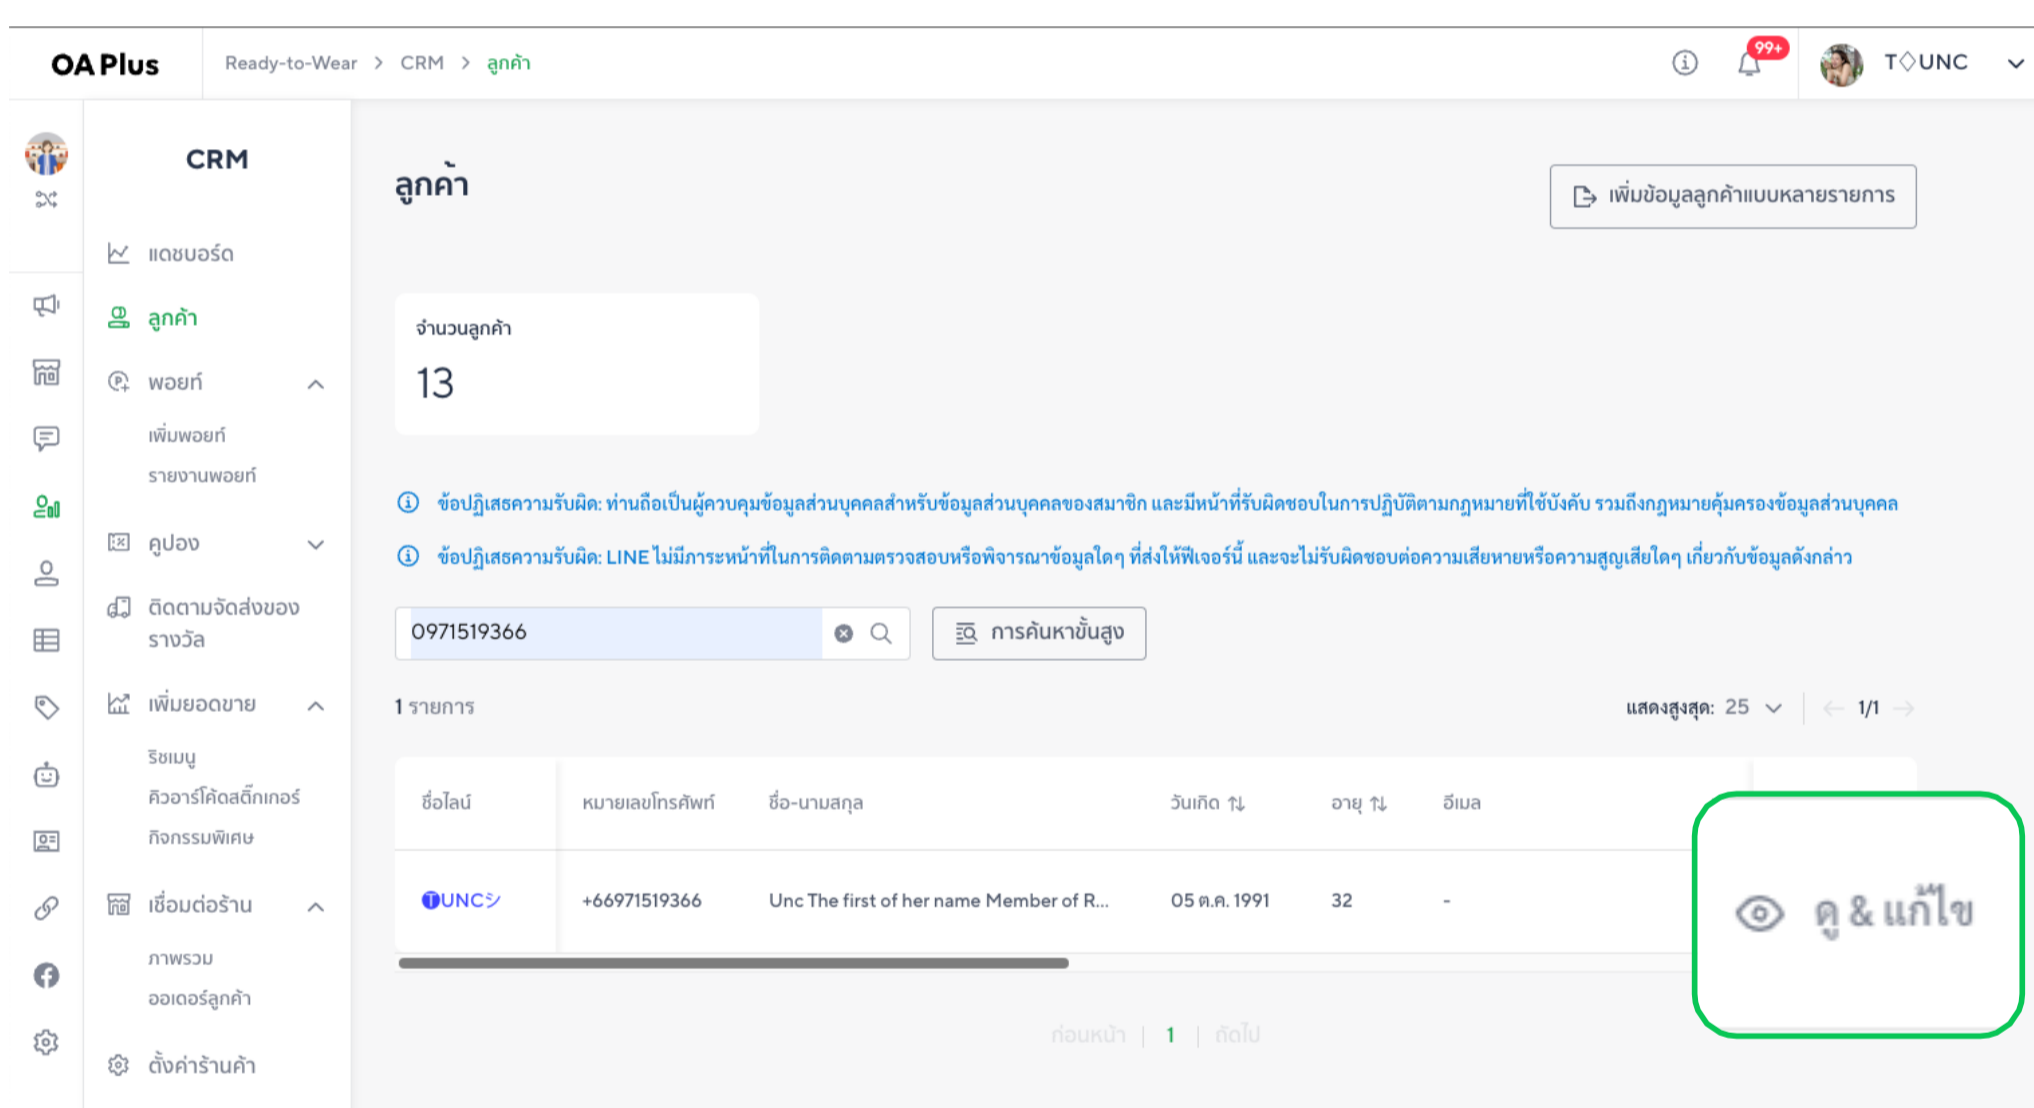 OA Plus
Ready-to-Wear > CRM > ลูกค้า
99+
T♢UNC
CRM
แดชบอร์ด
ลูกค้า
พอยท์
เพิ่มพอยท์
รายงานพอยท์
คูปอง
ติดตามจัดส่งของ
รางวัล
เพิ่มยอดขาย
ริชเมนู
คิวอาร์โค้ดสติ๊กเกอร์
กิจกรรมพิเศษ
เชื่อมต่อร้าน
ภาพรวม
ออเดอร์ลูกค้า
ตั้งค่าร้านค้า
ลูกค้า
เพิ่มข้อมูลลูกค้าแบบหลายรายการ
จำนวนลูกค้า
13
ข้อปฏิเสธความรับผิด: ท่านถือเป็นผู้ควบคุมข้อมูลส่วนบุคคลสำหรับข้อมูลส่วนบุคคลของสมาชิก และมีหน้าที่รับผิดชอบในการปฏิบัติตามกฎหมายที่ใช้บังคับ รวมถึงกฎหมายคุ้มครองข้อมูลส่วนบุคคล
ข้อปฏิเสธความรับผิด: LINE ไม่มีภาระหน้าที่ในการติดตามตรวจสอบหรือพิจารณาข้อมูลใดๆ ที่ส่งให้ฟีเจอร์นี้ และจะไม่รับผิดชอบต่อความเสียหายหรือความสูญเสียใดๆ เกี่ยวกับข้อมูลดังกล่าว
0971519366
การค้นหาขั้นสูง
1 รายการ
แสดงสูงสุด: 25
1/1
ชื่อไลน์ หมายเลขโทรศัพท์ ชื่อ-นามสกุล วันเกิด อายุ อีเมล
🅣UNCシ +66971519366 Unc The first of her name Member of R... 05 ต.ค. 1991 32 -
ดู & แก้ไข
ก่อนหน้า | 1 | ถัดไป